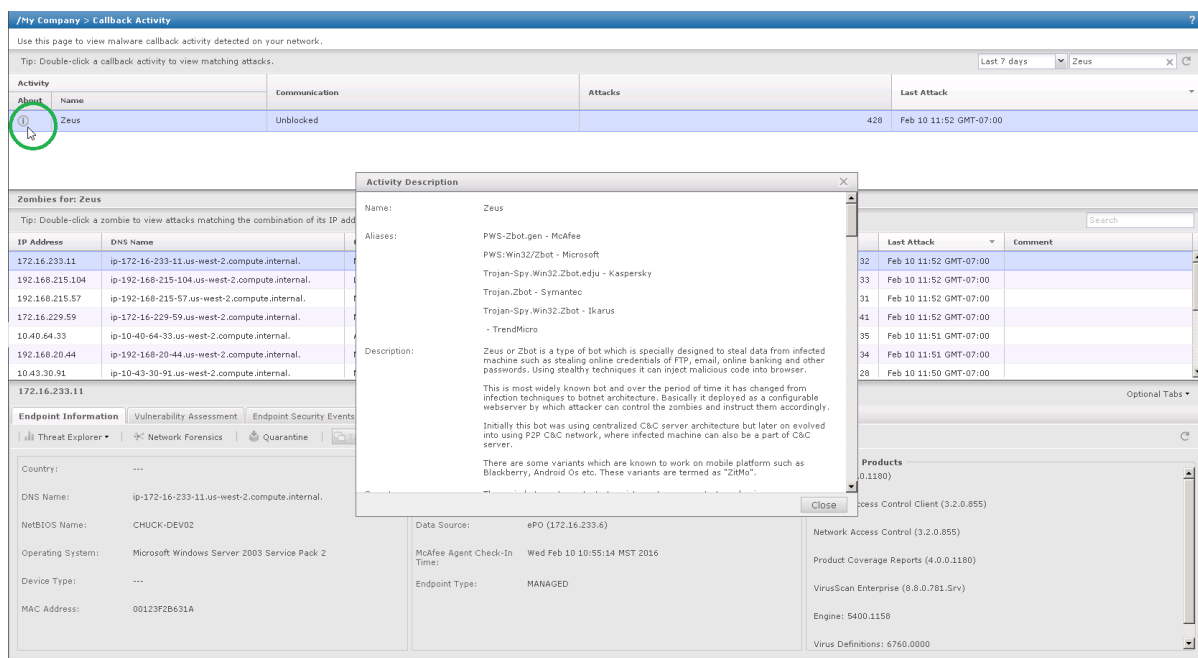 /My Company > Callback Activity
?
Use this page to view malware callback activity detected on your network.
Tip: Double-click a callback activity to view matching attacks.
Last 7 days
Zeus
Activity
Communication
Attacks
Last Attack
About
Name
Zeus
Unblocked
428
Feb 10 11:52 GMT-07:00
Activity Description
Name:
Zeus
Aliases:
PWS-Zbot.gen - McAfee
PWS:Win32/Zbot - Microsoft
Trojan-Spy.Win32.Zbot.edju - Kaspersky
Trojan.Zbot - Symantec
Trojan-Spy.Win32.Zbot - Ikarus
- TrendMicro
Description:
Zeus or Zbot is a type of bot which is specially designed to steal data from infected
machine such as stealing online credentials of FTP, email, online banking and other
passwords. Using stealthy techniques it can inject malicious code into browser.
This is most widely known bot and over the period of time it has changed from
infection techniques to botnet architecture. Basically it deployed as a configurable
webserver by which attacker can control the zombies and instruct them accordingly.
Initially this bot was using centralized C&C server architecture but later on evolved
into using P2P C&C network, where infected machine can also be a part of C&C
server.
There are some variants which are known to work on mobile platform such as
Blackberry, Android Os etc. These variants are termed as "ZitMo".
Close
Zombies for: Zeus
Tip: Double-click a zombie to view attacks matching the combination of its IP add
Search
IP Address
DNS Name
Last Attack
Comment
172.16.233.11
ip-172-16-233-11.us-west-2.compute.internal.
32
Feb 10 11:52 GMT-07:00
192.168.215.104
ip-192-168-215-104.us-west-2.compute.internal.
33
Feb 10 11:52 GMT-07:00
192.168.215.57
ip-192-168-215-57.us-west-2.compute.internal.
31
Feb 10 11:52 GMT-07:00
172.16.229.59
ip-172-16-229-59.us-west-2.compute.internal.
41
Feb 10 11:52 GMT-07:00
10.40.64.33
ip-10-40-64-33.us-west-2.compute.internal.
35
Feb 10 11:51 GMT-07:00
192.168.20.44
ip-192-168-20-44.us-west-2.compute.internal.
34
Feb 10 11:51 GMT-07:00
10.43.30.91
ip-10-43-30-91.us-west-2.compute.internal.
28
Feb 10 11:50 GMT-07:00
172.16.233.11
Optional Tabs
Endpoint Information
Vulnerability Assessment
Endpoint Security Events
Threat Explorer
Network Forensics
Quarantine
Country:
---
DNS Name:
ip-172-16-233-11.us-west-2.compute.internal.
NetBIOS Name:
CHUCK-DEV02
Operating System:
Microsoft Windows Server 2003 Service Pack 2
Device Type:
---
MAC Address:
00123F2B631A
Data Source:
ePO (172.16.233.6)
McAfee Agent Check-In
Time:
Wed Feb 10 10:55:14 MST 2016
Endpoint Type:
MANAGED
Products
.0.1180)
ccess Control Client (3.2.0.855)
Network Access Control (3.2.0.855)
Product Coverage Reports (4.0.0.1180)
VirusScan Enterprise (8.8.0.781.Srv)
Engine: 5400.1158
Virus Definitions: 6760.0000